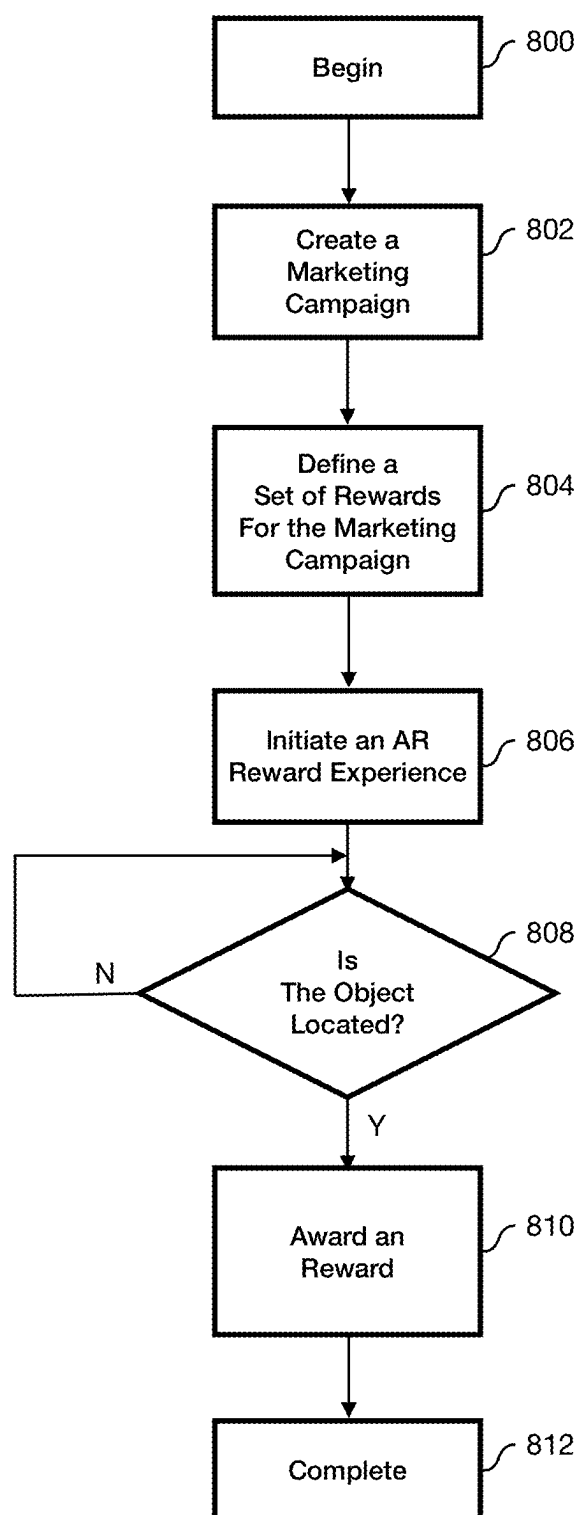 Begin
800
Create a
Marketing
Campaign
802
Define a
Set of Rewards
For the Marketing
Campaign
804
Initiate an AR
Reward Experience
806
Is
The Object
Located?
808
N
Y
Award an
Reward
810
Complete
812